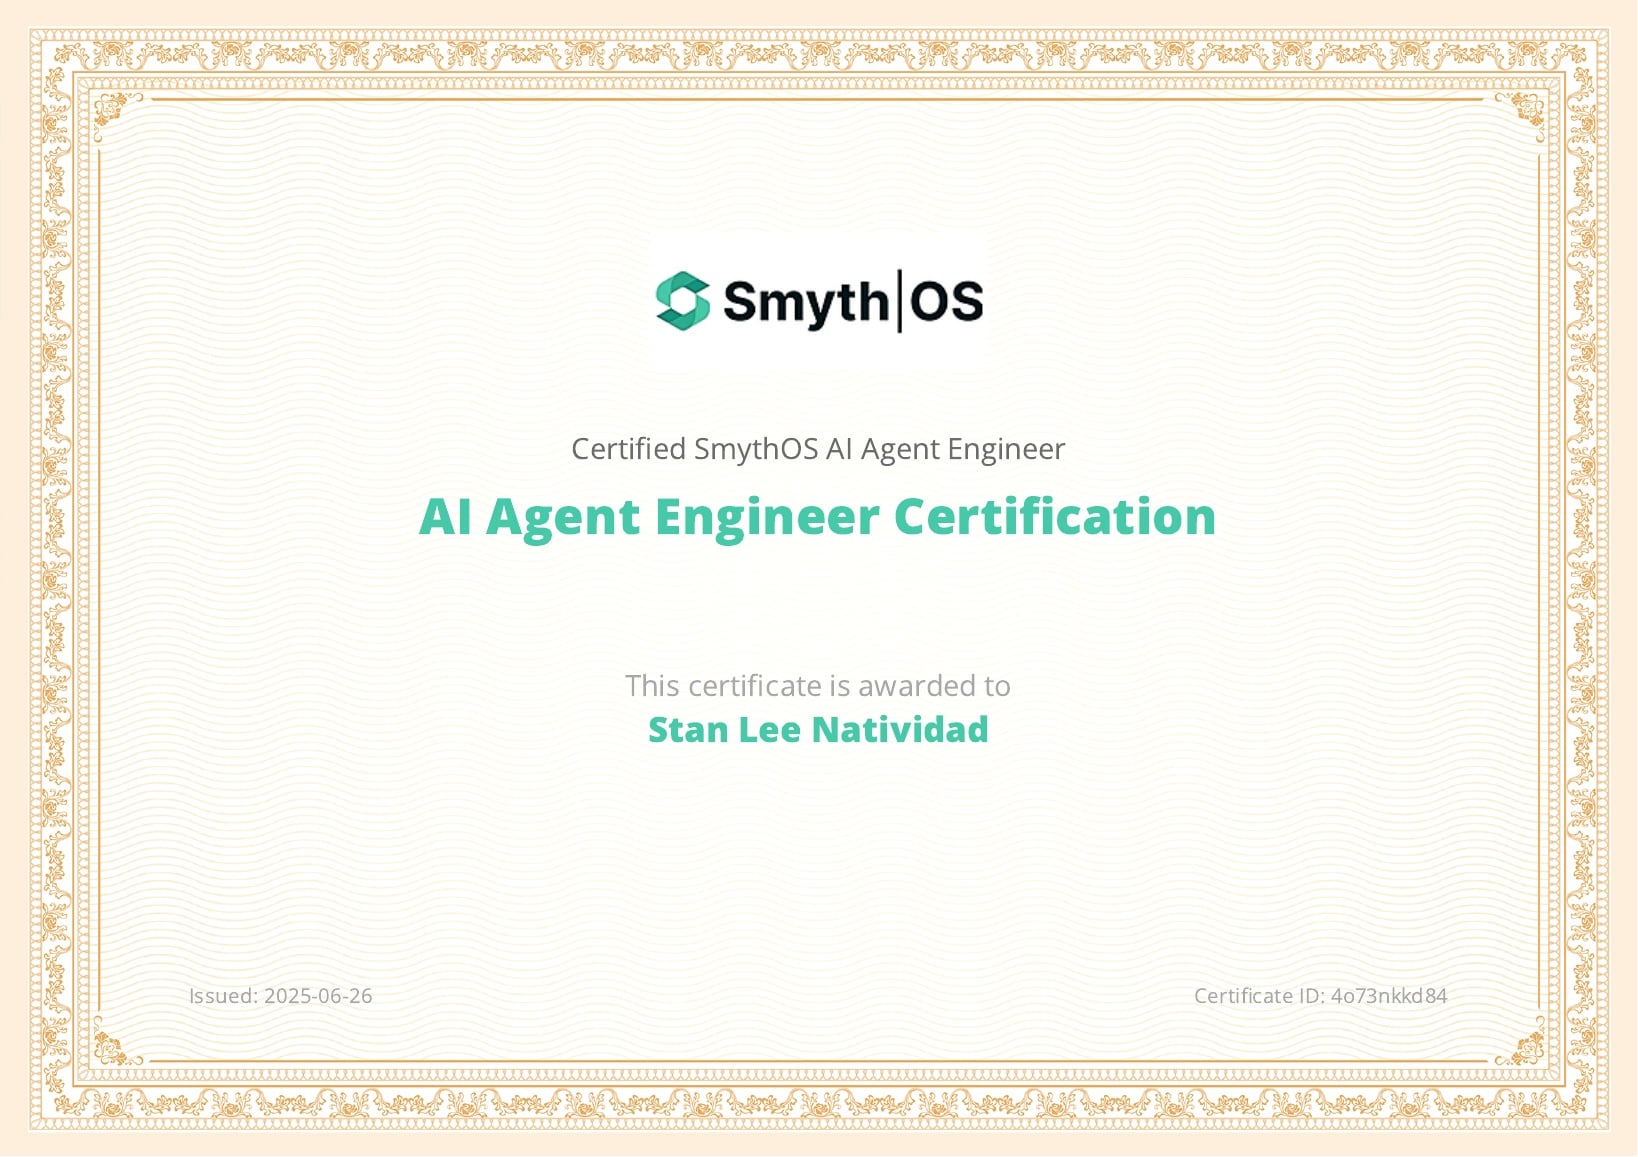 Smyth|OS
Certified SmythOS AI Agent Engineer
AI Agent Engineer Certification
This certificate is awarded to
Stan Lee Natividad
Issued: 2025-06-26
Certificate ID: 4o73nkkd84